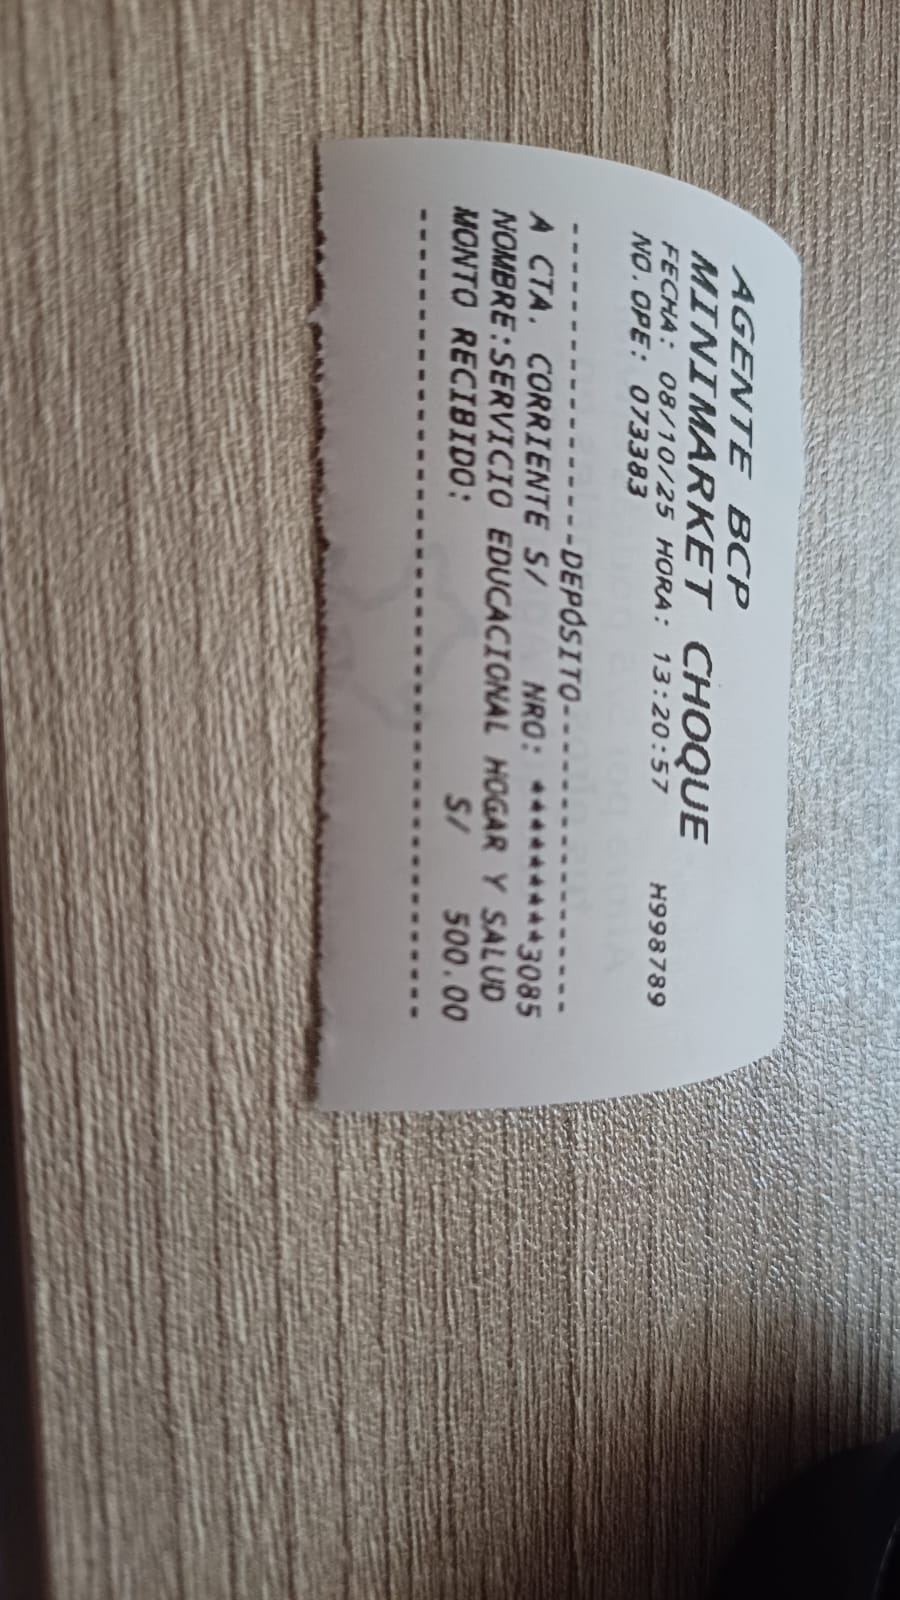 AGENTE BCP
MINIMARKET CHOQUE
FECHA: 08/10/25 HORA: 13:20:57 H998789
NO.OPE: 073383
--------------------DEPÓSITO--------------------
A CTA. CORRIENTE S/ NRO: *********3085
NOMBRE:SERVICIO EDUCACIONAL HOGAR Y SALUD
MONTO RECIBIDO: S/ 500.00
------------------------------------------------